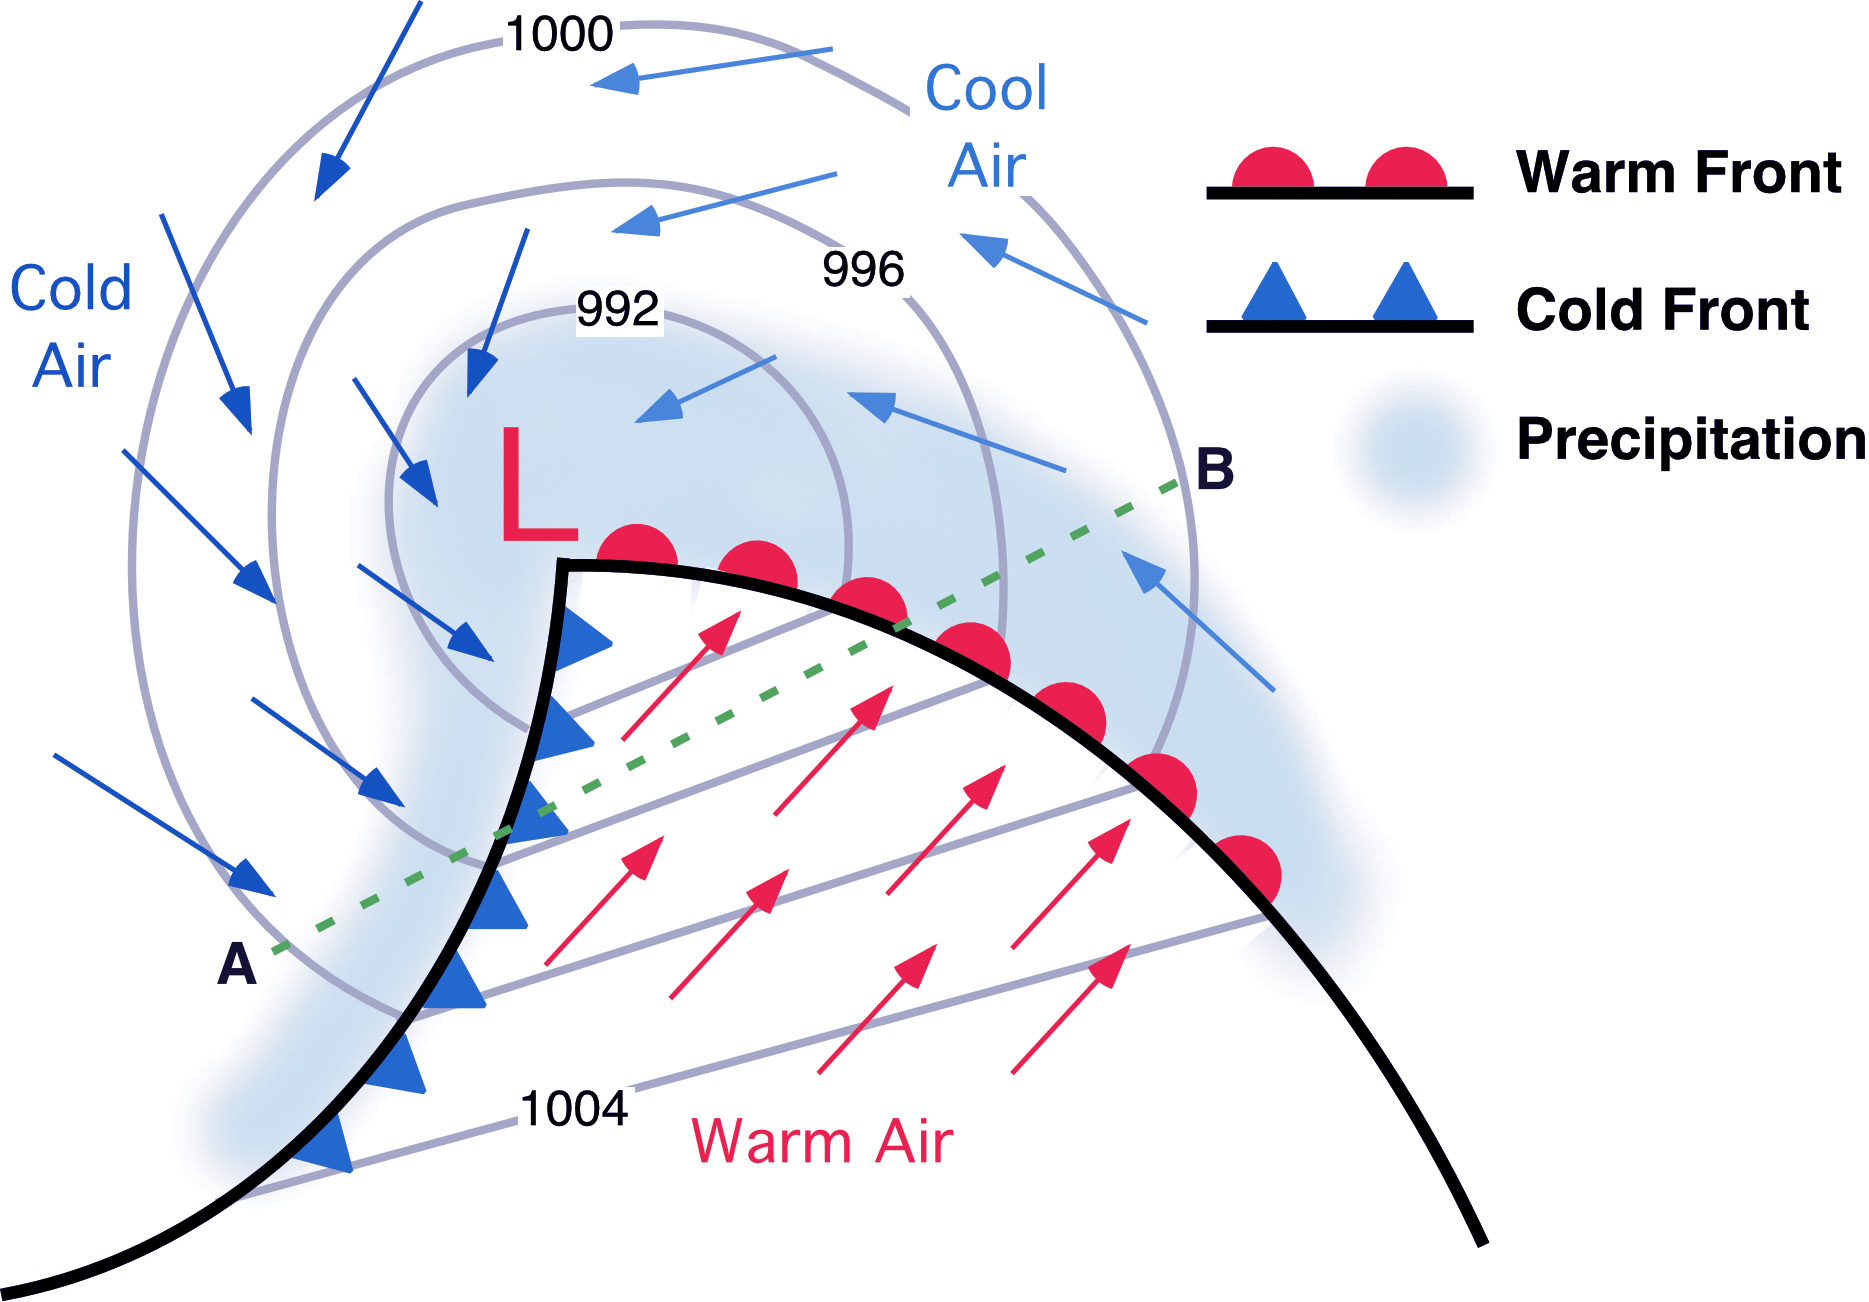 1000
Cool
Air
Warm Front
996
Cold
Air
992
Cold Front
Precipitation
L
B
A
1004
Warm Air